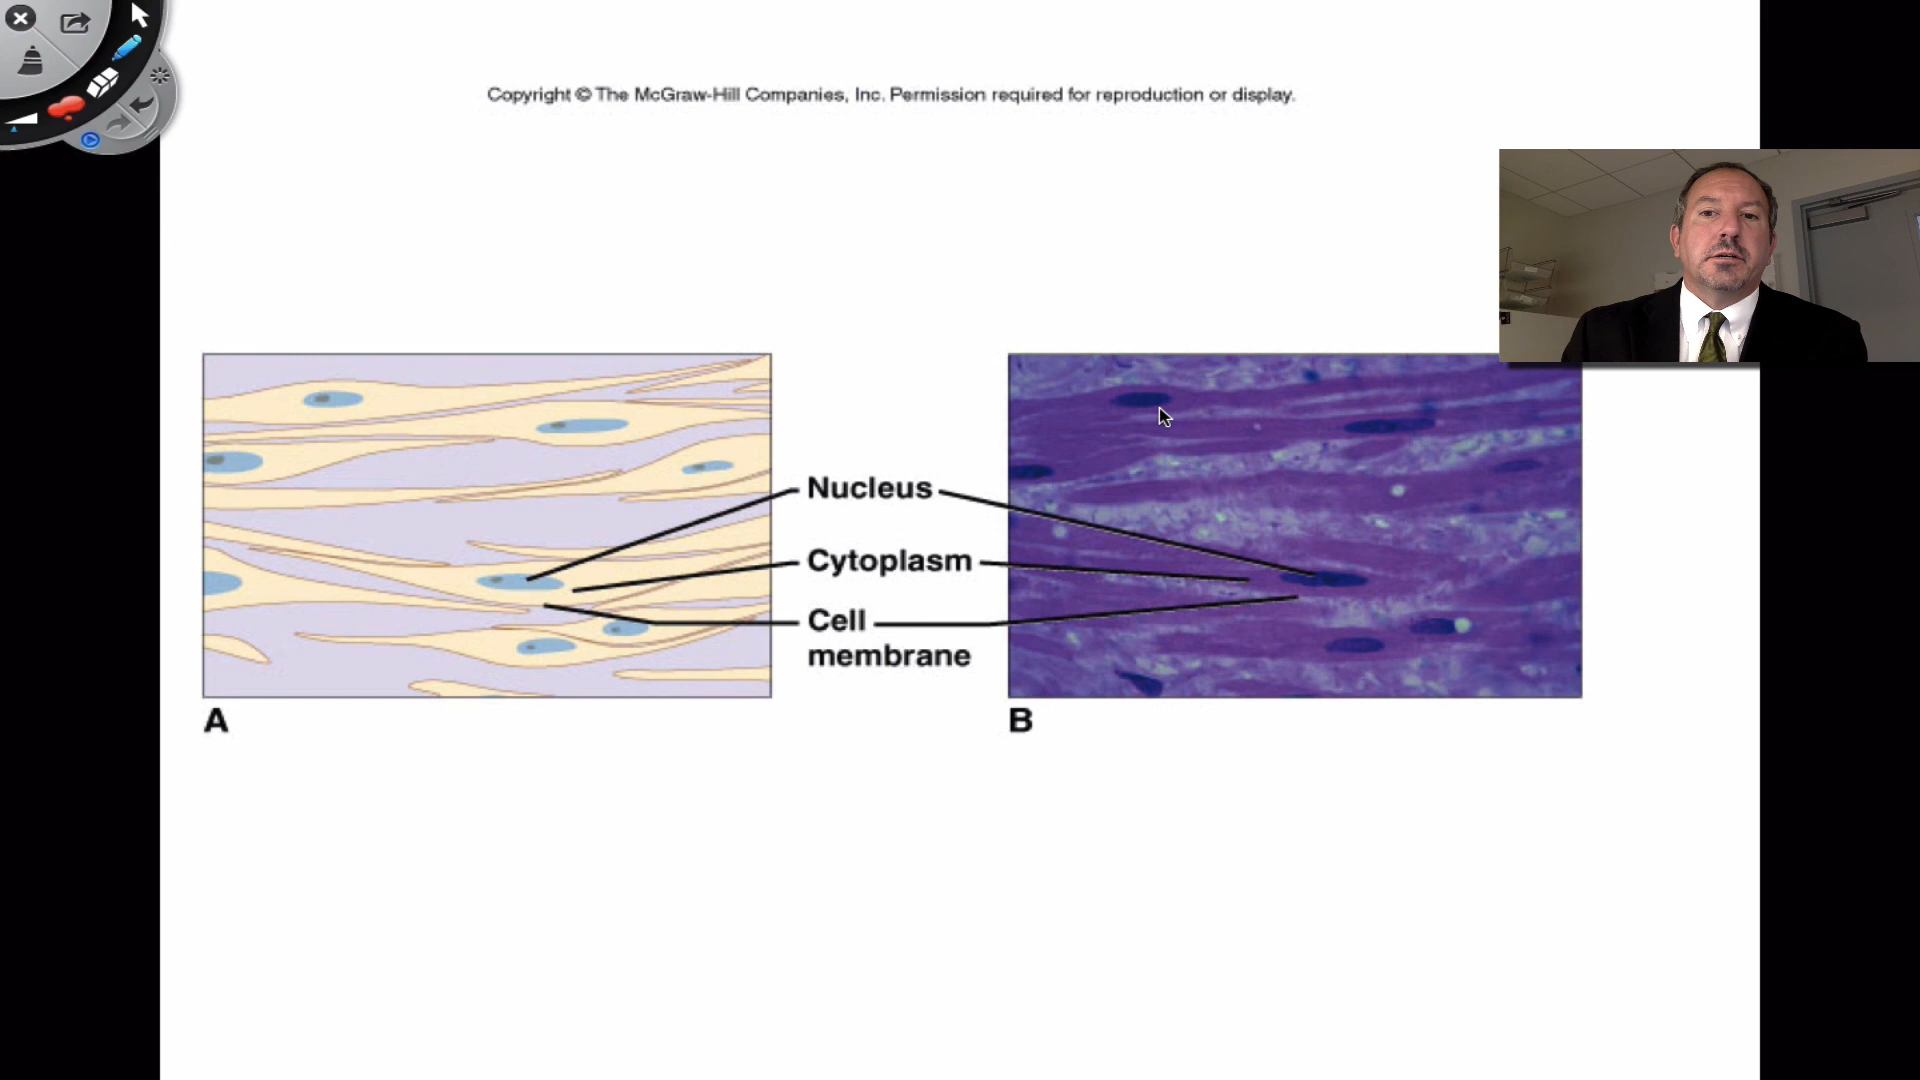 Copyright © The McGraw-Hill Companies, Inc. Permission required for reproduction or display.
Nucleus
Cytoplasm
Cell
membrane
A
B